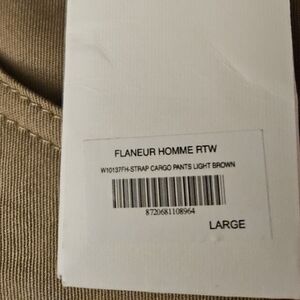 FLANEUR HOMME RTW
W10137FH-STRAP CARGO PANTS LIGHT BROWN
8720681108964
LARGE